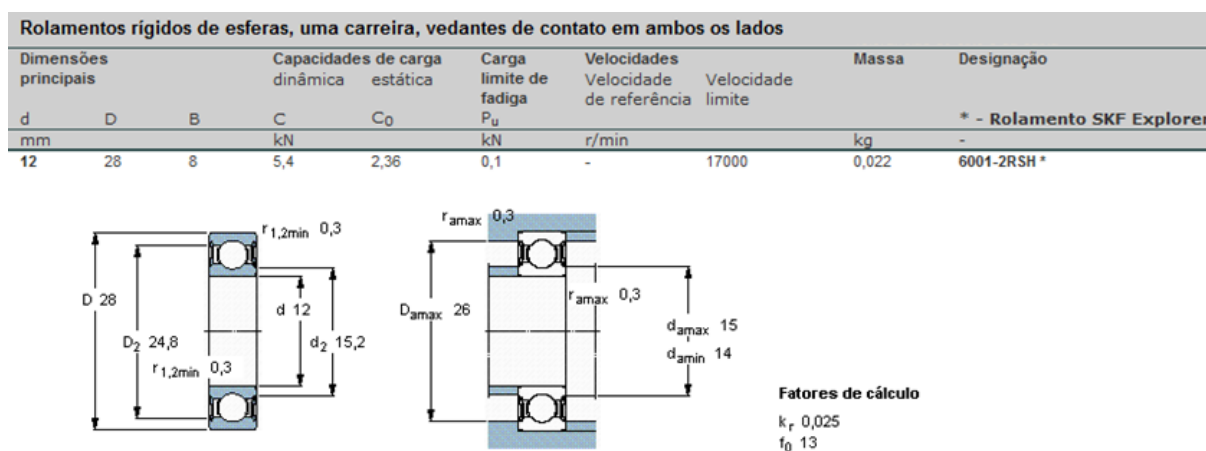 Rolamentos rígidos de esferas, uma carreira, vedantes de contato em ambos os lados
Dimensões principais Capacidades de carga Carga limite de fadiga Velocidades Massa Designação
dinâmica estática Velocidade de referência Velocidade limite
d D B C C0 Pu * - Rolamento SKF Explorer
mm kN kN r/min kg -
12 28 8 5,4 2,36 0,1 - 17000 0,022 6001-2RSH *
r1,2min 0,3
D 28
d 12
D2 24,8
d2 15,2
r1,2min 0,3
ramax 0,3
Damax 26
ramax 0,3
damax 15
damin 14
Fatores de cálculo
kr 0,025
f0 13